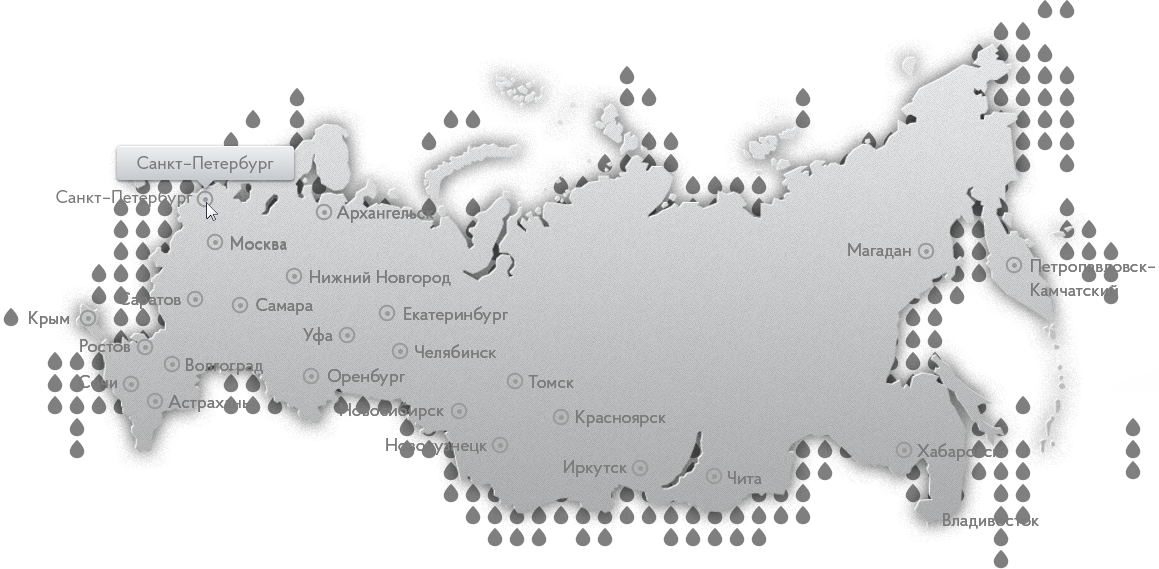 Санкт-Петербург
Санкт-Петербург
Архангельск
Москва
Магадан
Петропавловск-
Камчатский
Нижний Новгород
Саратов
Самара
Крым
Екатеринбург
Уфа
Ростов
Челябинск
Волгоград
Сочи
Оренбург
Томск
Астрахань
Новосибирск
Красноярск
Новокузнецк
Хабаровск
Иркутск
Чита
Владивосток